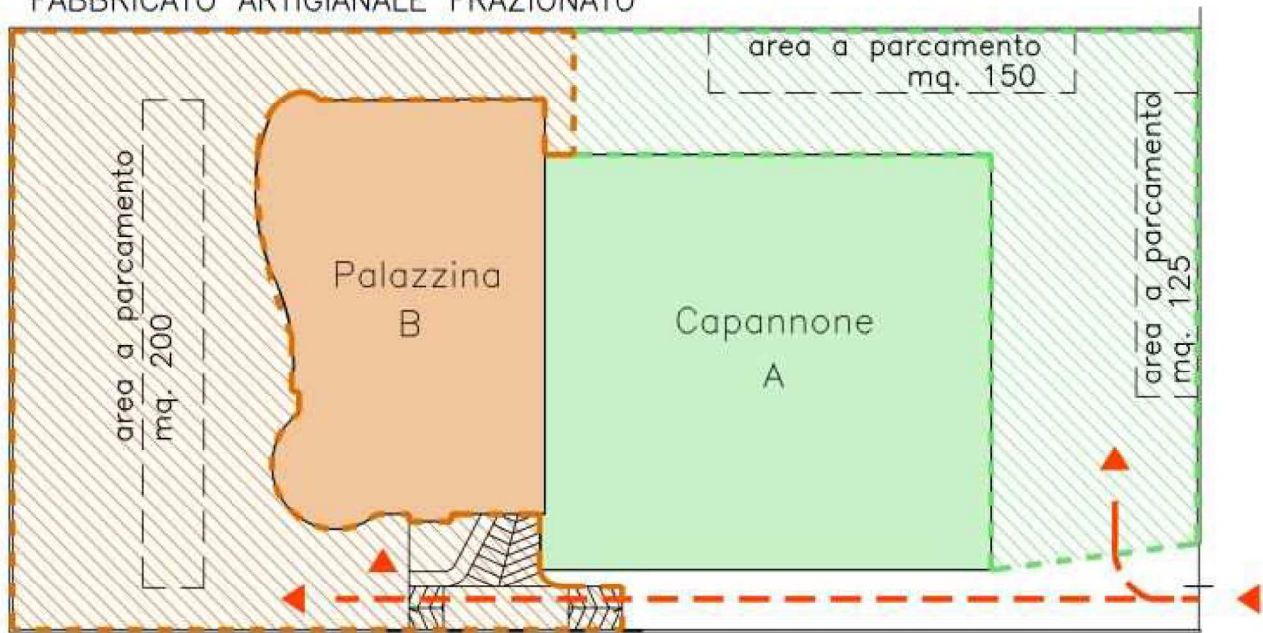 FABBRICATO ARTIGIANALE FRAZIONATO
area a parcamento
mq. 150
area a parcamento
mq. 125
area a parcamento
mq. 200
Palazzina
B
Capannone
A